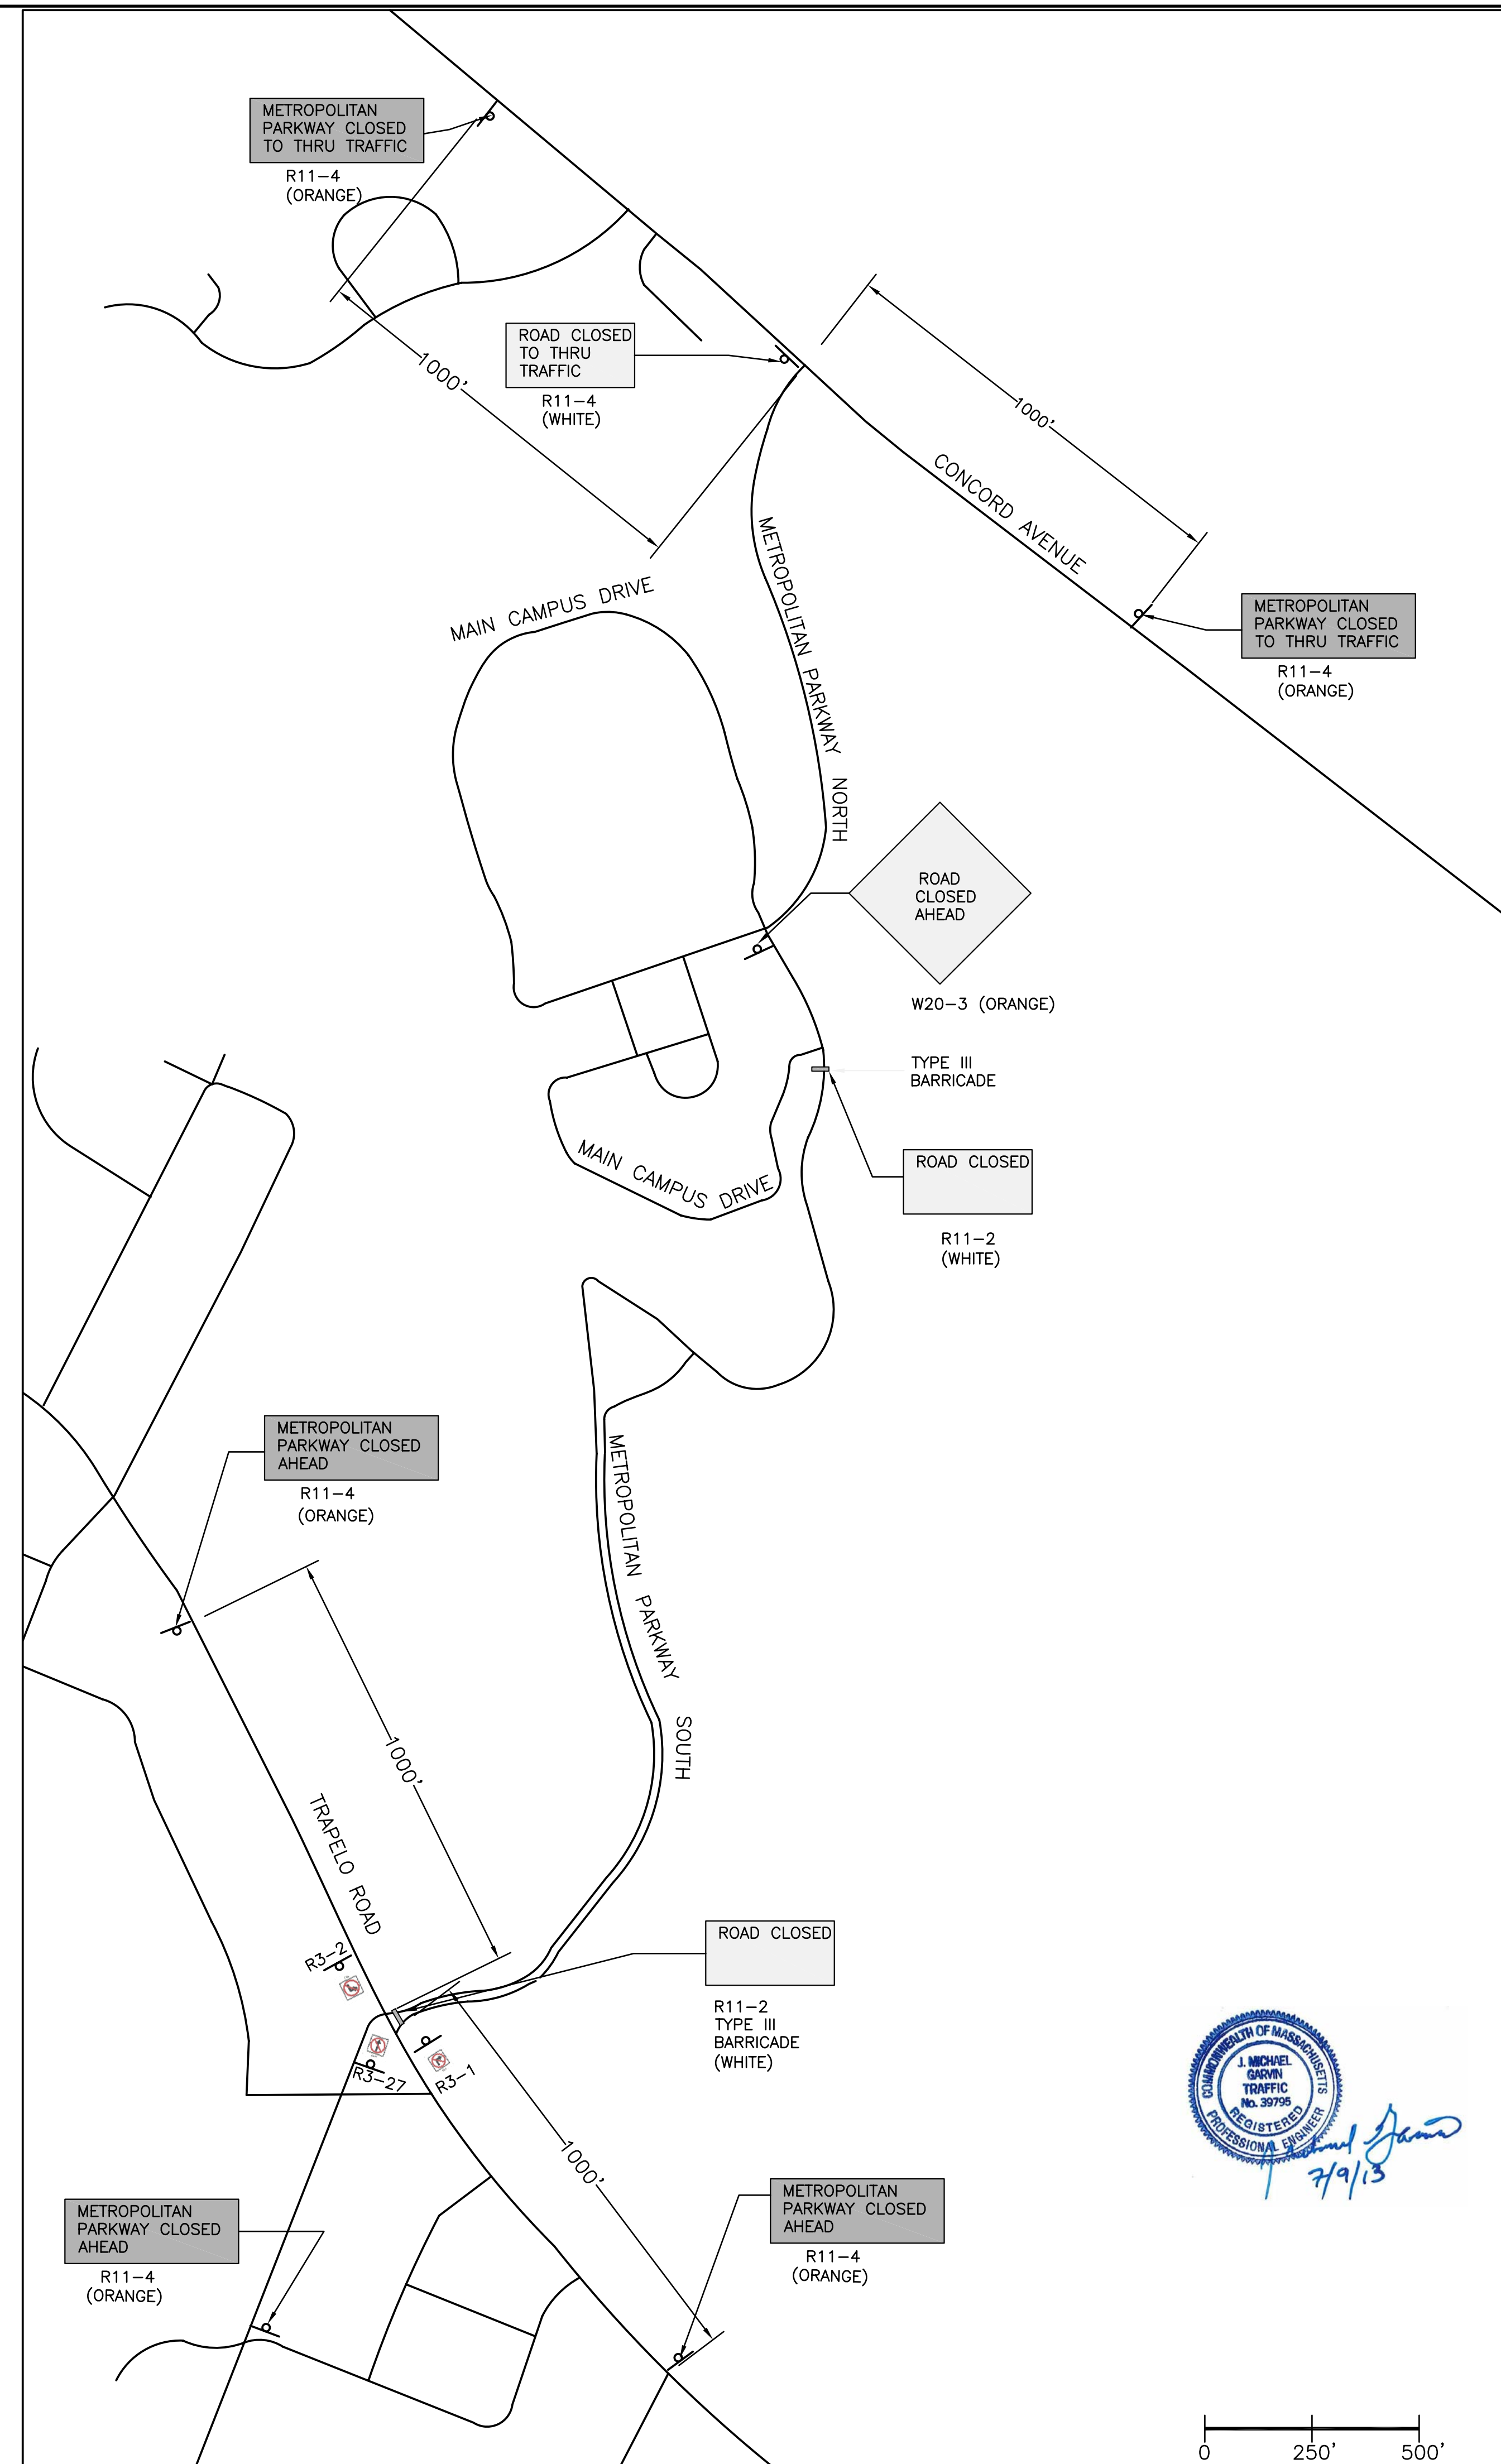 METROPOLITAN
PARKWAY CLOSED
TO THRU TRAFFIC
R11-4
(ORANGE)
ROAD CLOSED
TO THRU
TRAFFIC
R11-4
(WHITE)
1000'
1000'
CONCORD AVENUE
METROPOLITAN
PARKWAY CLOSED
TO THRU TRAFFIC
R11-4
(ORANGE)
METROPOLITAN PARKWAY NORTH
MAIN CAMPUS DRIVE
ROAD
CLOSED
AHEAD
W20-3 (ORANGE)
TYPE III
BARRICADE
ROAD CLOSED
R11-2
(WHITE)
MAIN CAMPUS DRIVE
METROPOLITAN
PARKWAY CLOSED
AHEAD
R11-4
(ORANGE)
METROPOLITAN PARKWAY SOUTH
1000'
TRAPELO ROAD
ROAD CLOSED
R11-2
TYPE III
BARRICADE
(WHITE)
R3-2
R3-27
R3-1
1000'
METROPOLITAN
PARKWAY CLOSED
AHEAD
R11-4
(ORANGE)
METROPOLITAN
PARKWAY CLOSED
AHEAD
R11-4
(ORANGE)
COMMONWEALTH OF MASSACHUSETTS
J. MICHAEL
GARVIN
TRAFFIC
No. 39795
REGISTERED
PROFESSIONAL ENGINEER
7/9/13
0 250' 500'